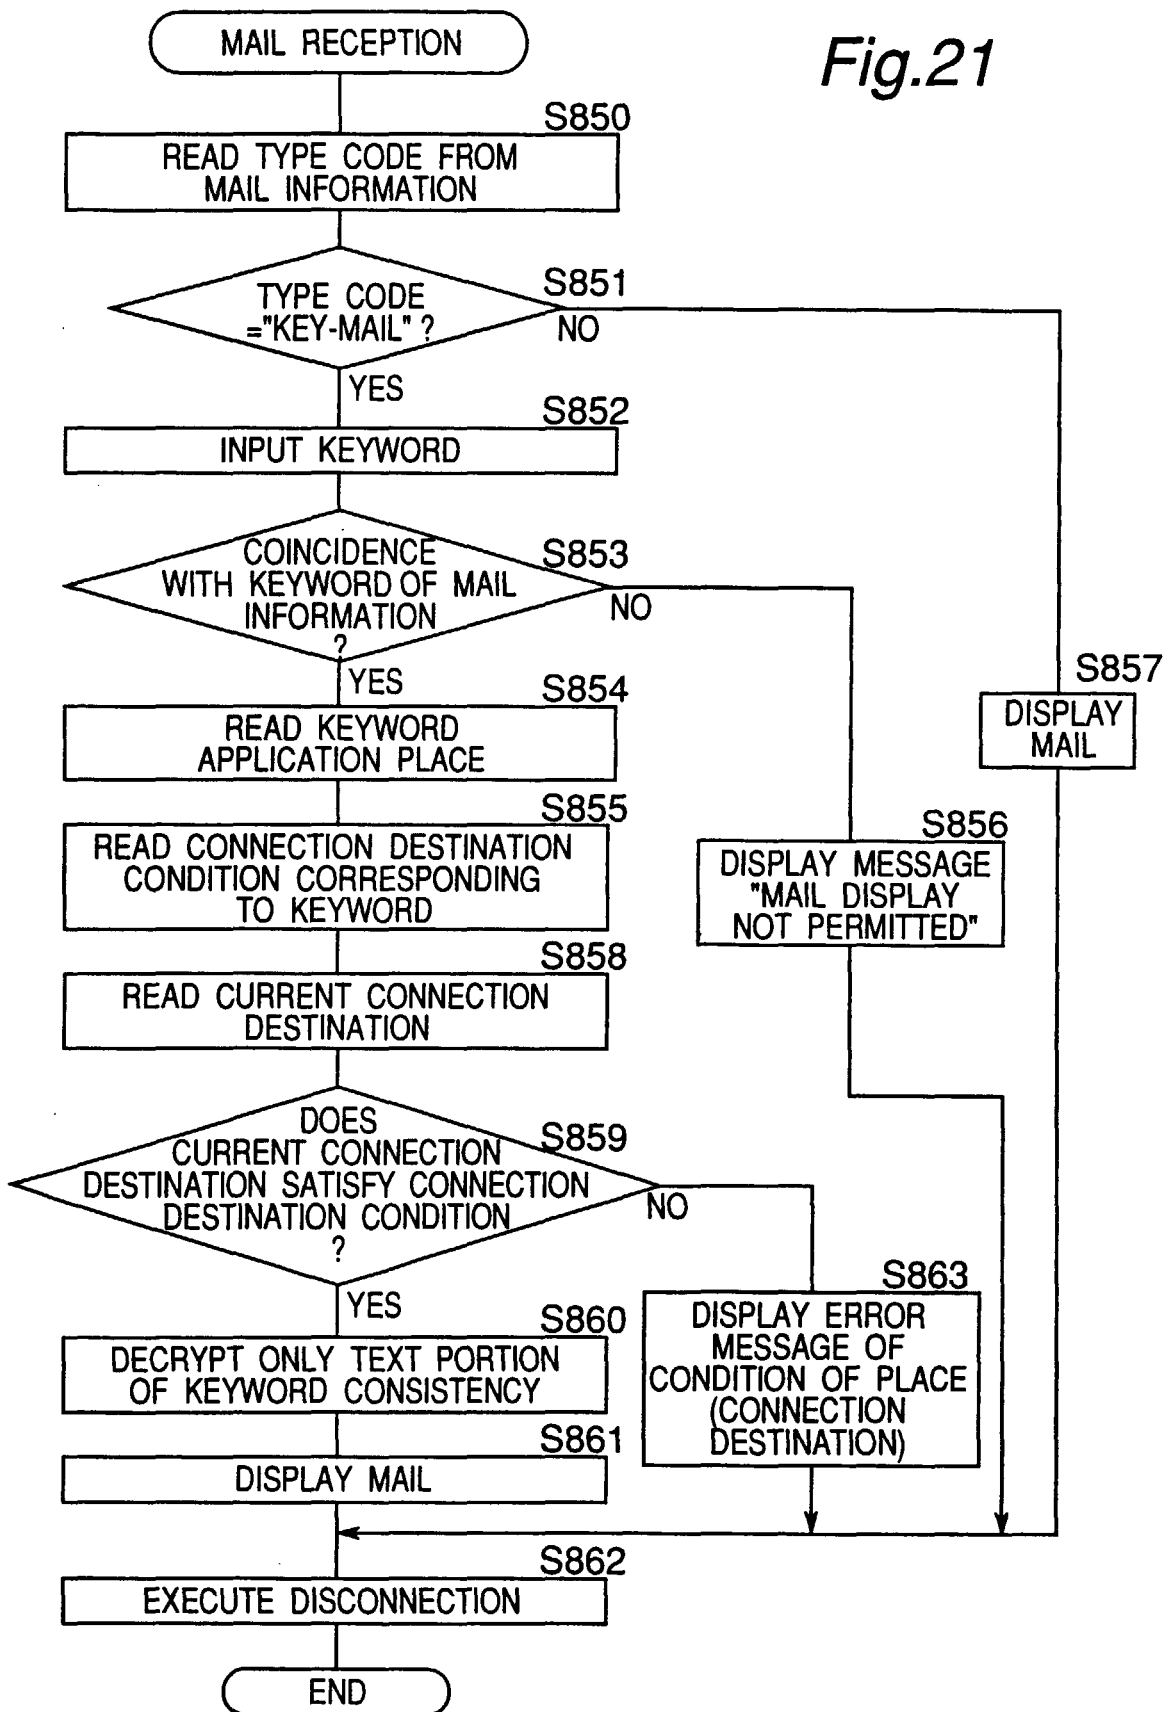 MAIL RECEPTION
Fig.21
S850
READ TYPE CODE FROM
MAIL INFORMATION
S851
TYPE CODE
="KEY-MAIL" ?
NO
YES
S852
INPUT KEYWORD
S853
COINCIDENCE
WITH KEYWORD OF MAIL
INFORMATION
?
NO
YES
S854
READ KEYWORD
APPLICATION PLACE
S857
DISPLAY
MAIL
S855
READ CONNECTION DESTINATION
CONDITION CORRESPONDING
TO KEYWORD
S856
DISPLAY MESSAGE
"MAIL DISPLAY
NOT PERMITTED"
S858
READ CURRENT CONNECTION
DESTINATION
S859
DOES
CURRENT CONNECTION
DESTINATION SATISFY CONNECTION
DESTINATION CONDITION
?
NO
YES
S863
DISPLAY ERROR
MESSAGE OF
CONDITION OF PLACE
(CONNECTION
DESTINATION)
S860
DECRYPT ONLY TEXT PORTION
OF KEYWORD CONSISTENCY
S861
DISPLAY MAIL
S862
EXECUTE DISCONNECTION
END